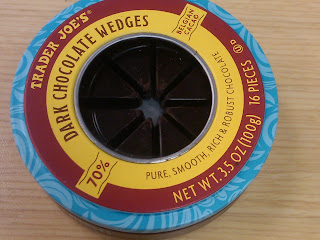 TRADER JOE'S®
DARK CHOCOLATE WEDGES
BELGIAN
CACAO
70%
PURE, SMOOTH, RICH & ROBUST CHOCOLATE
NET WT. 3.5 OZ (100g) 16 PIECES